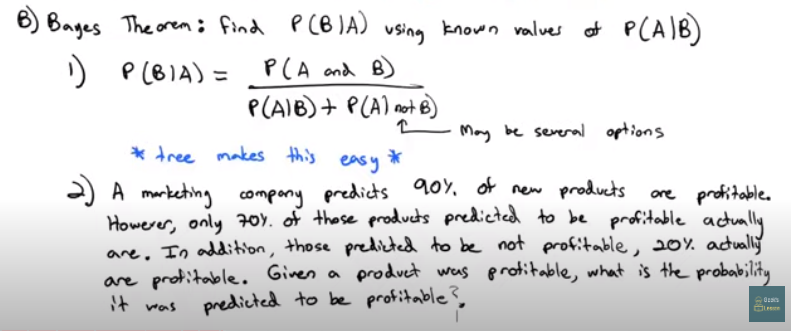 B) Bayes Theorem: find P(B|A) using known values of P(A|B)
1) P(B|A) = P(A and B)
P(A|B) + P(A| not B)
May be several options
* tree makes this easy *
2) A marketing company predicts 90% of new products are profitable.
However, only 70% of those products predicted to be profitable actually
are. In addition, those predicted to be not profitable, 20% actually
are profitable. Given a product was profitable, what is the probability
it was predicted to be profitable?